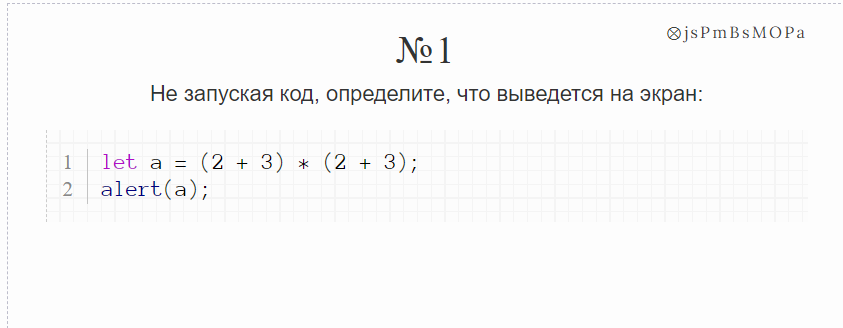 ⊗jsPmBsMOPa
№1
Не запуская код, определите, что выведется на экран:
1 let a = (2 + 3) * (2 + 3);
2 alert(a);